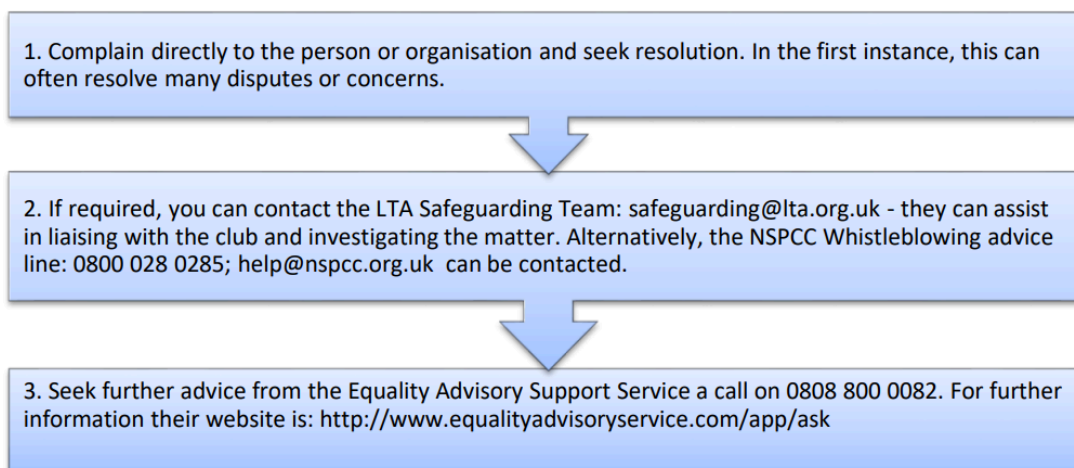 1. Complain directly to the person or organisation and seek resolution. In the first instance, this can
often resolve many disputes or concerns.
2. If required, you can contact the LTA Safeguarding Team: safeguarding@lta.org.uk - they can assist
in liaising with the club and investigating the matter. Alternatively, the NSPCC Whistleblowing advice
line: 0800 028 0285; help@nspcc.org.uk can be contacted.
3. Seek further advice from the Equality Advisory Support Service a call on 0808 800 0082. For further
information their website is: http://www.equalityadvisoryservice.com/app/ask